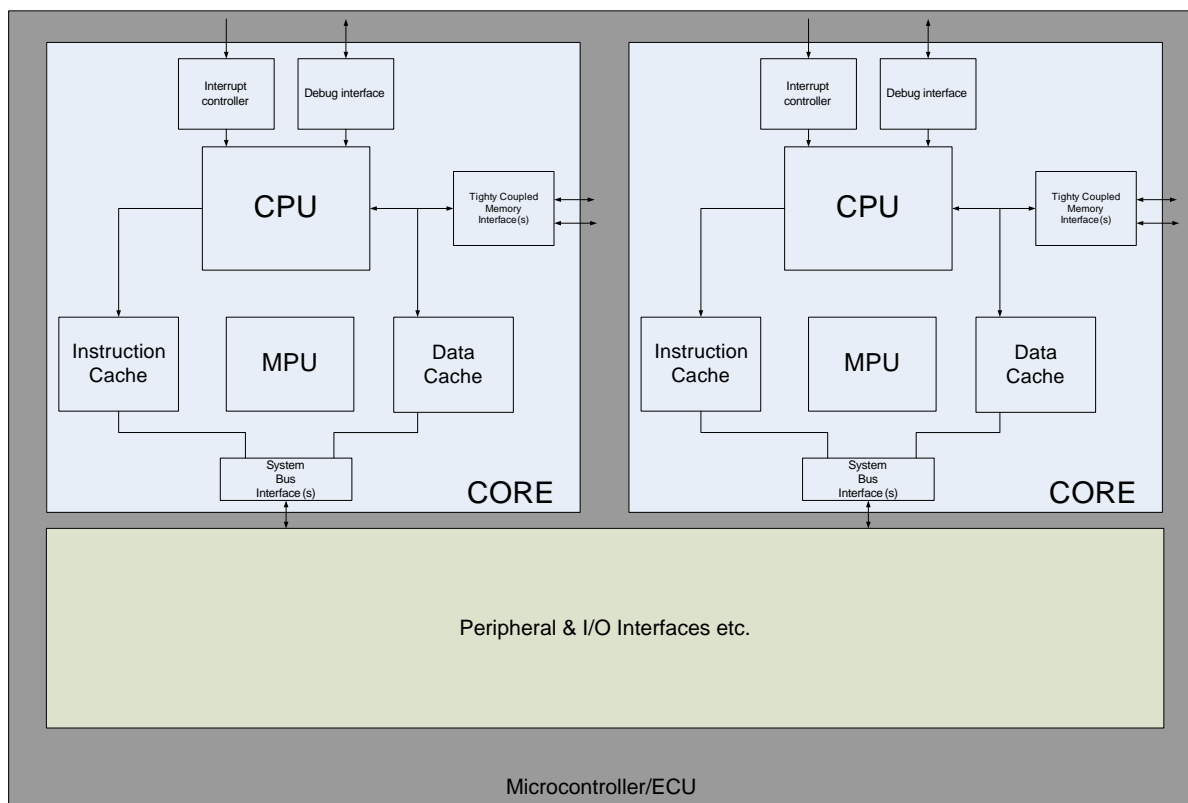 Interrupt
controller
Debug interface
CPU
Tighty Coupled
Memory
Interface(s)
Instruction
Cache
MPU
Data
Cache
System
Bus
Interface(s)
CORE
Interrupt
controller
Debug interface
CPU
Tighty Coupled
Memory
Interface(s)
Instruction
Cache
MPU
Data
Cache
System
Bus
Interface(s)
CORE
Peripheral & I/O Interfaces etc.
Microcontroller/ECU